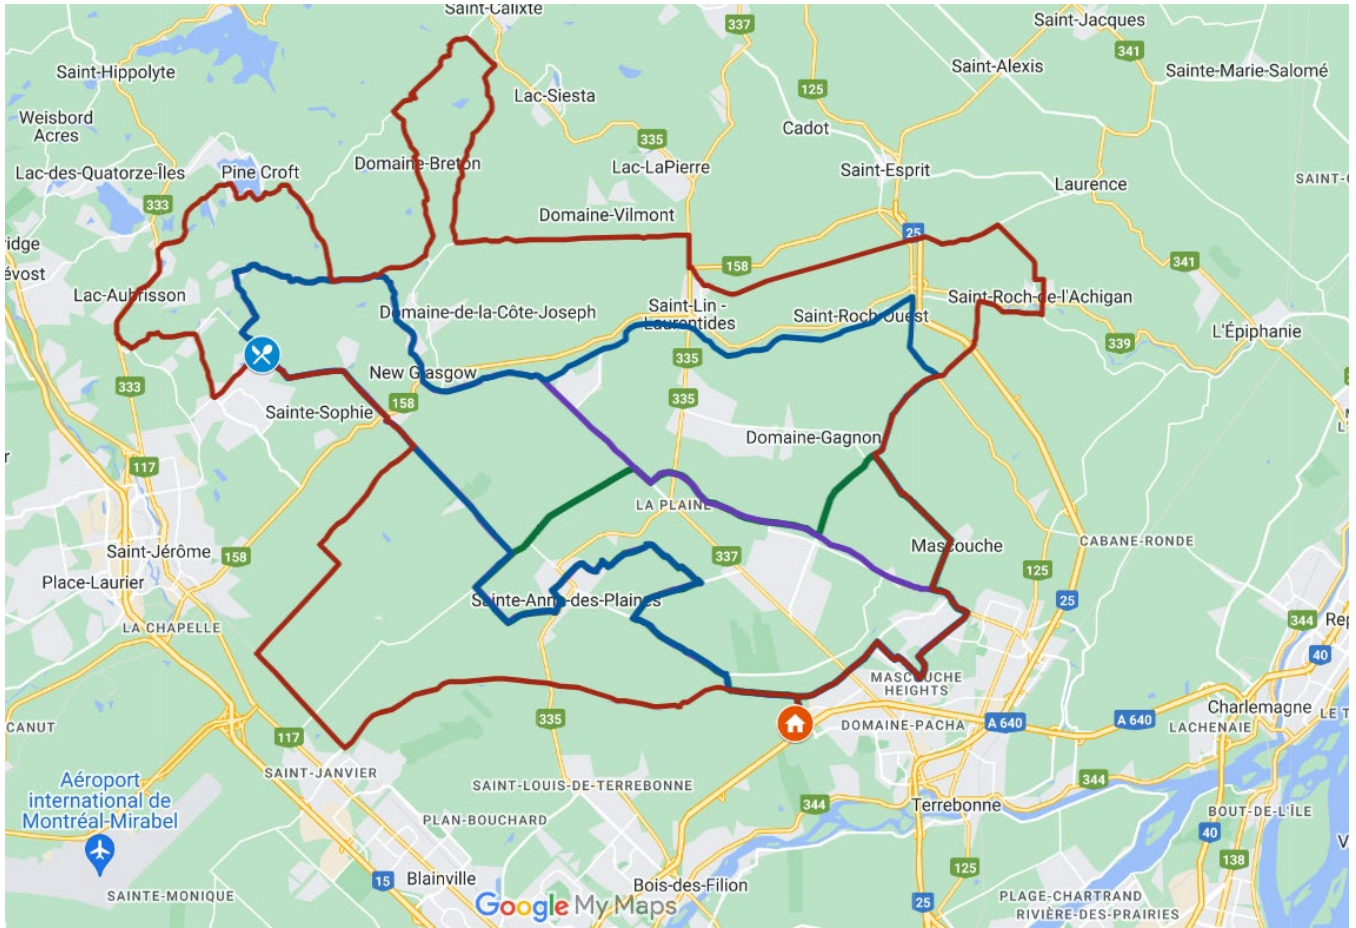 Saint-Calixte
337
Saint-Jacques
341
Saint-Hippolyte
Saint-Alexis
Sainte-Marie-Salomé
125
Lac-Siesta
Weisbord
Acres
Cadot
335
Lac-des-Quatorze-Îles
Pine Croft
Domaine-Breton
Lac-LaPierre
Saint-Esprit
Laurence
333
Domaine-Vilmont
25
341
158
Lac-Aubrisson
Domaine-de-la-Côte-Joseph
Saint-Lin -
Laurentides
Saint-Roch-de-l'Achigan
Saint-Roch Ouest
L'Épiphanie
339
335
333
New Glasgow
158
335
Sainte-Sophie
Domaine-Gagnon
117
LA PLAINE
Saint-Jérôme
158
Mascouche
CABANE-RONDE
337
125
Place-Laurier
Sainte-Anne-des-Plaines
25
LA CHAPELLE
344
40
MASCOUCHE
HEIGHTS
335
DOMAINE-PACHA
A 640
A 640
Charlemagne
LACHENAIE
CANUT
117
SAINT-JANVIER
SAINT-LOUIS-DE-TERREBONNE
344
Aéroport
international de
Montréal-Mirabel
344
Terrebonne
PLAN-BOUCHARD
BOUT-DE-L'ÎLE
40
138
125
15
Blainville
Bois-des-Filion
SAINTE-MONIQUE
25
PLAGE-CHARTRAND
RIVIÈRE-DES-PRAIRIES
Google My Maps